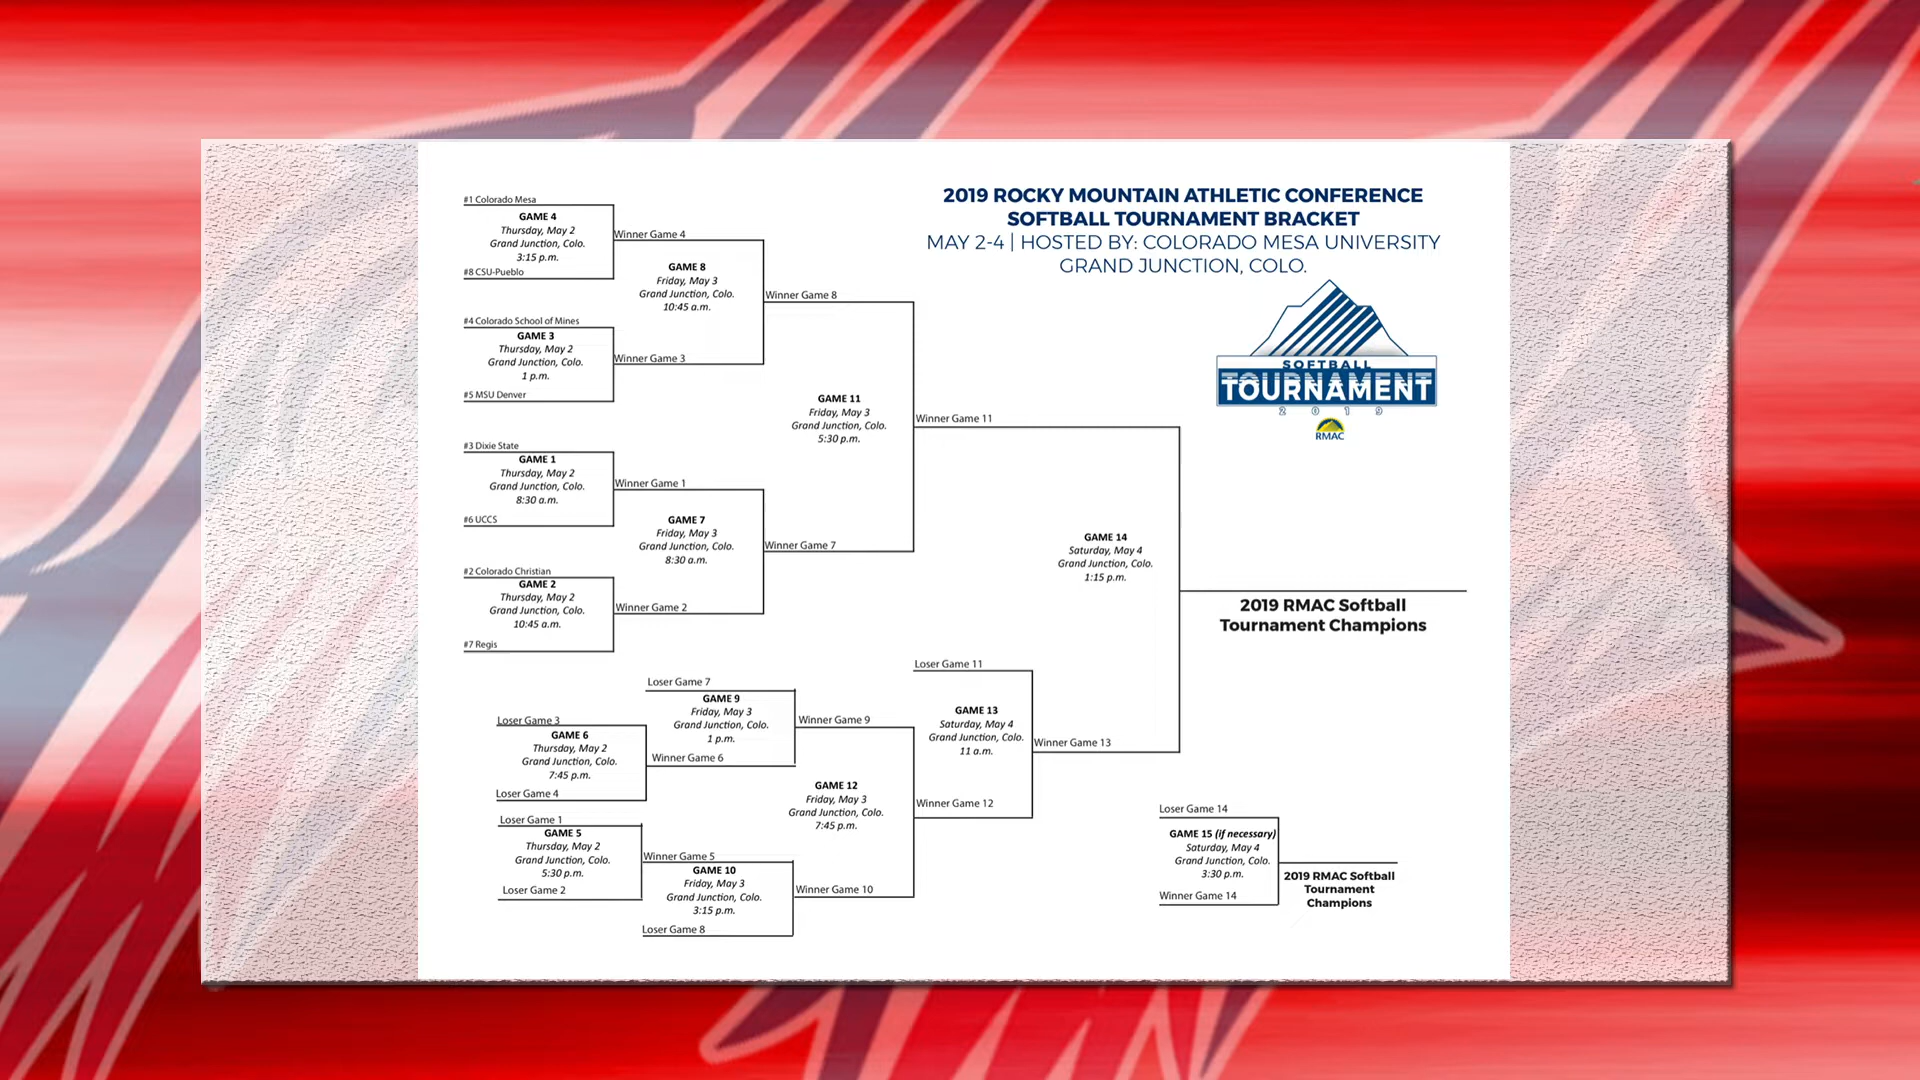 2019 ROCKY MOUNTAIN ATHLETIC CONFERENCE
SOFTBALL TOURNAMENT BRACKET
MAY 2-4 | HOSTED BY: COLORADO MESA UNIVERSITY
GRAND JUNCTION, COLO.
SOFTBALL
TOURNAMENT
2019
RMAC
#1 Colorado Mesa
GAME 4
Thursday, May 2
Grand Junction, Colo.
3:15 p.m.
#8 CSU-Pueblo
#4 Colorado School of Mines
GAME 3
Thursday, May 2
Grand Junction, Colo.
1 p.m.
#5 MSU Denver
#3 Dixie State
GAME 1
Thursday, May 2
Grand Junction, Colo.
8:30 a.m.
#6 UCCS
#2 Colorado Christian
GAME 2
Thursday, May 2
Grand Junction, Colo.
10:45 a.m.
#7 Regis
Winner Game 4
GAME 8
Friday, May 3
Grand Junction, Colo.
10:45 a.m.
Winner Game 3
Winner Game 1
GAME 7
Friday, May 3
Grand Junction, Colo.
8:30 a.m.
Winner Game 2
Winner Game 8
GAME 11
Friday, May 3
Grand Junction, Colo.
5:30 p.m.
Winner Game 7
Winner Game 11
GAME 14
Saturday, May 4
Grand Junction, Colo.
1:15 p.m.
Winner Game 13
2019 RMAC Softball
Tournament Champions
Loser Game 3
GAME 6
Thursday, May 2
Grand Junction, Colo.
7:45 p.m.
Loser Game 4
Loser Game 1
GAME 5
Thursday, May 2
Grand Junction, Colo.
5:30 p.m.
Loser Game 2
Loser Game 7
GAME 9
Friday, May 3
Grand Junction, Colo.
1 p.m.
Winner Game 6
Winner Game 5
GAME 10
Friday, May 3
Grand Junction, Colo.
3:15 p.m.
Loser Game 8
Winner Game 9
GAME 12
Friday, May 3
Grand Junction, Colo.
7:45 p.m.
Winner Game 10
Loser Game 11
GAME 13
Saturday, May 4
Grand Junction, Colo.
11 a.m.
Winner Game 12
Loser Game 14
GAME 15 (if necessary)
Saturday, May 4
Grand Junction, Colo.
3:30 p.m.
Winner Game 14
2019 RMAC Softball
Tournament
Champions